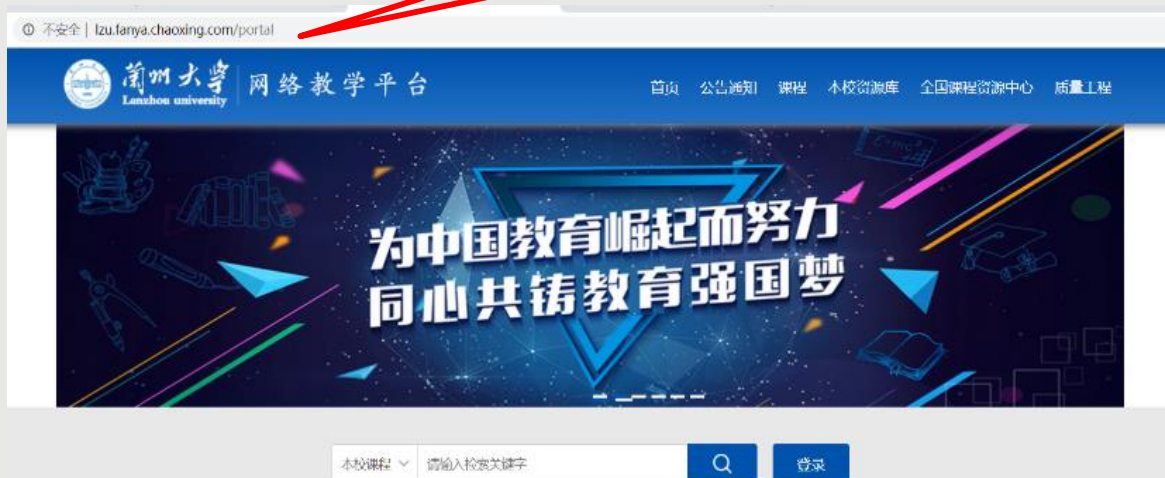 不安全 | lzu.fanya.chaoxing.com/portal
蘭州大学 网络教学平台
Lanzhou university
首页 公告通知 课程 本校资源库 全国课程资源中心 质量工程
E=mc²
为中国教育崛起而努力
同心共铸教育强国梦
本校课程 请输入检索关键字 登录